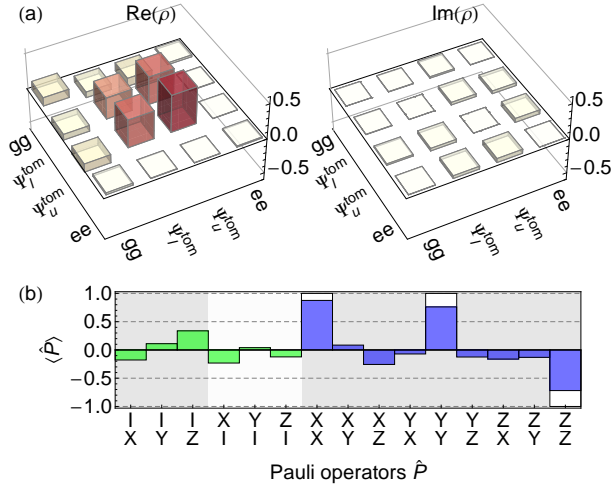 (a) Re(ρ) Im(ρ)
0.5 0.5
0.0 0.0
−0.5 −0.5
gg Ψ_l^tom Ψ_u^tom ee gg Ψ_l^tom Ψ_u^tom ee
gg Ψ_l^tom Ψ_u^tom ee gg Ψ_l^tom Ψ_u^tom ee
(b)
1.0
0.5
0.0
−0.5
−1.0
⟨P̂⟩
I I I X Y Z X X X Y Y Y Z Z Z
X Y Z I I I X Y Z X Y Z X Y Z
Pauli operators P̂